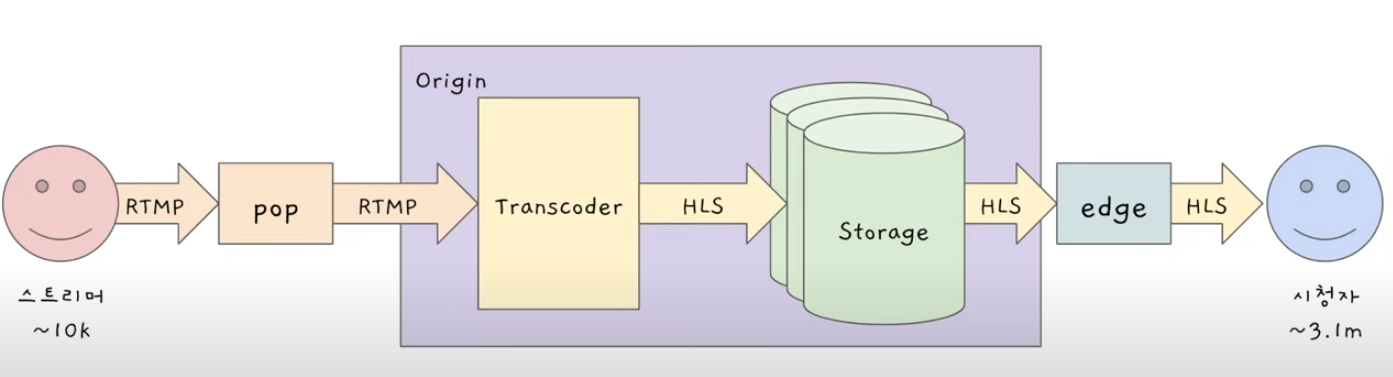 Origin
RTMP
pop
RTMP
Transcoder
HLS
Storage
HLS
edge
HLS
스트리머
~10k
시청자
~3.1m